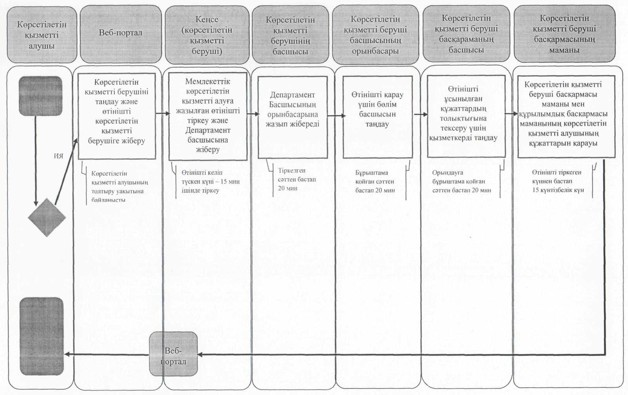 Көрсетілетін
қызметті
алушы
Веб-портал
Кеңсе
(көрсетілетін
қызметті
беруші)
Көрсетілетін
қызметті
берушінің
басшысы
Көрсетілетін
қызметті беруші
басшысының
орынбасары
Көрсетілетін
қызметті беруші
басқараманың
басшысы
Көрсетілетін
қызметті беруші
басқармасының
маманы
ИЯ
Көрсетілетін
қызметті берушіні
таңдау және
өтінішті
көрсетілетін
қызметті
берушіге жіберу
Мемлекеттік
көрсетілетін
қызметті алуға
жазылған өтінішті
тіркеу және
Департамент
басшысына
жіберу
Департамент
Басшысының
орынбасарына
жазып жібереді
Өтінішті қарау
үшін бөлім
басшысын
таңдау
Өтінішті
ұсынылған
құжаттардың
толықтығына
тексеру үшін
қызметкерді таңдау
Көрсетілетін қызметті
беруші басқармасы
маманы мен
құрылымдық басқармасы
маманының көрсетілетін
қызметті алушының
құжаттарын қарауы
Көрсетілетін
қызметті алушының
толтыру уақытына
байланысты
Өтінішті келіп
түскен күні – 15 мин
ішінде тіркеу
Тіркелген
сәттен бастап
20 мин
Бұрыштама
қойған сәттен
бастап 20 мин
Орындауға
бұрыштама қойған
сәттен бастап 20 мин
Өтінішті тіркеген
күннен бастап
15 күнтізбелік күн
Веб-
портал